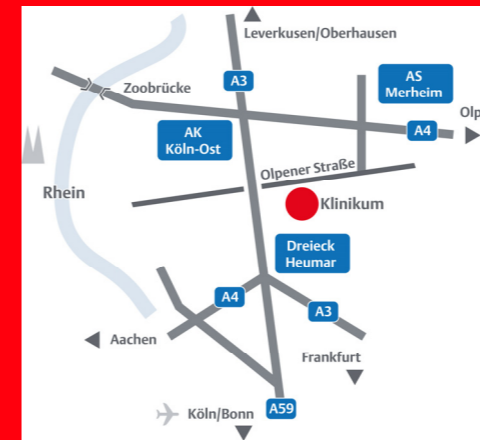 Leverkusen/Oberhausen
A3
AS
Merheim
Zoobrücke
A4
Olp
AK
Köln-Ost
Olpener Straße
Rhein
Klinikum
Dreieck
Heumar
A4
A3
Aachen
Frankfurt
Köln/Bonn
A59